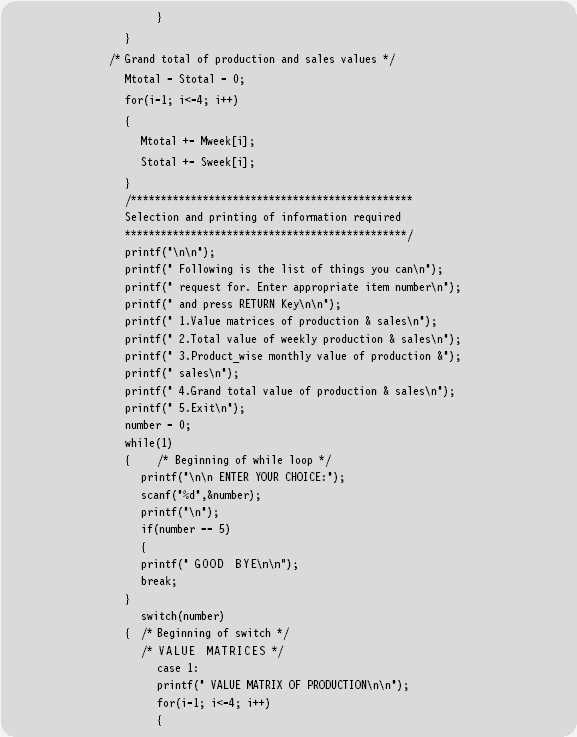 }
}
/* Grand total of production and sales values */
Mtotal = Stotal = 0;
for(i=1; i<=4; i++)
{
Mtotal += Mweek[i];
Stotal += Sweek[i];
}
/***********************************************
Selection and printing of information required
***********************************************/
printf("\n\n");
printf(" Following is the list of things you can\n");
printf(" request for. Enter appropriate item number\n");
printf(" and press RETURN Key\n\n");
printf(" 1.Value matrices of production & sales\n");
printf(" 2.Total value of weekly production & sales\n");
printf(" 3.Product_wise monthly value of production &");
printf(" sales\n");
printf(" 4.Grand total value of production & sales\n");
printf(" 5.Exit\n");
number = 0;
while(1)
{ /* Beginning of while loop */
printf("\n\n ENTER YOUR CHOICE:");
scanf("%d",&number);
printf("\n");
if(number == 5)
{
printf(" GOOD BYE\n\n");
break;
}
switch(number)
{ /* Beginning of switch */
/* VALUE MATRICES */
case 1:
printf(" VALUE MATRIX OF PRODUCTION\n\n");
for(i=1; i<=4; i++)
{